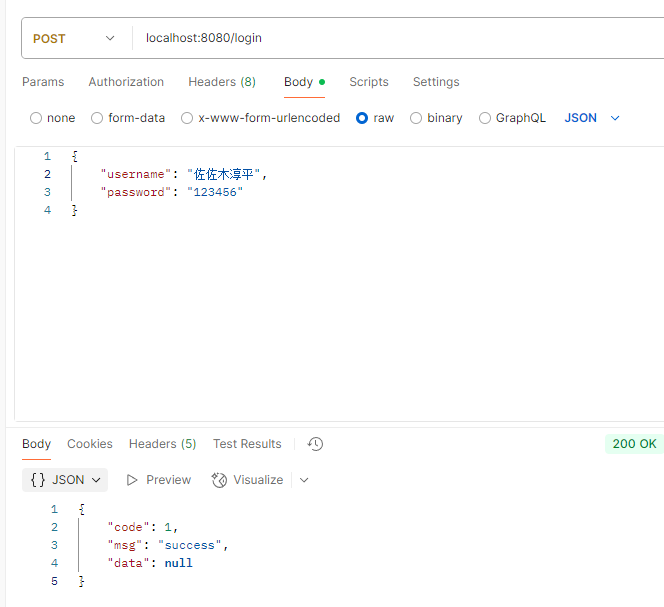 POST localhost:8080/login
Params Authorization Headers (8) Body Scripts Settings
none form-data x-www-form-urlencoded raw binary GraphQL JSON
1 {
2 "username": "佐佐木淳平",
3 "password": "123456"
4 }
Body Cookies Headers (5) Test Results 200 OK
{} JSON Preview Visualize
1 {
2 "code": 1,
3 "msg": "success",
4 "data": null
5 }